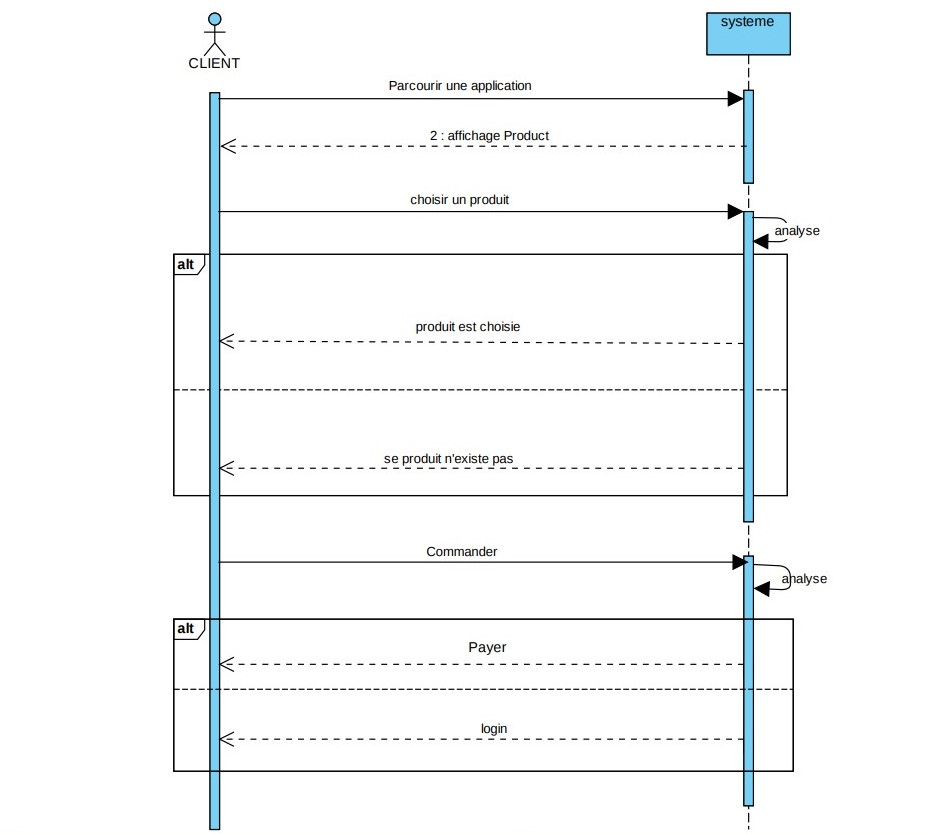 systeme
CLIENT
Parcourir une application
2 : affichage Product
choisir un produit
analyse
alt
produit est choisie
se produit n'existe pas
Commander
analyse
alt
Payer
login